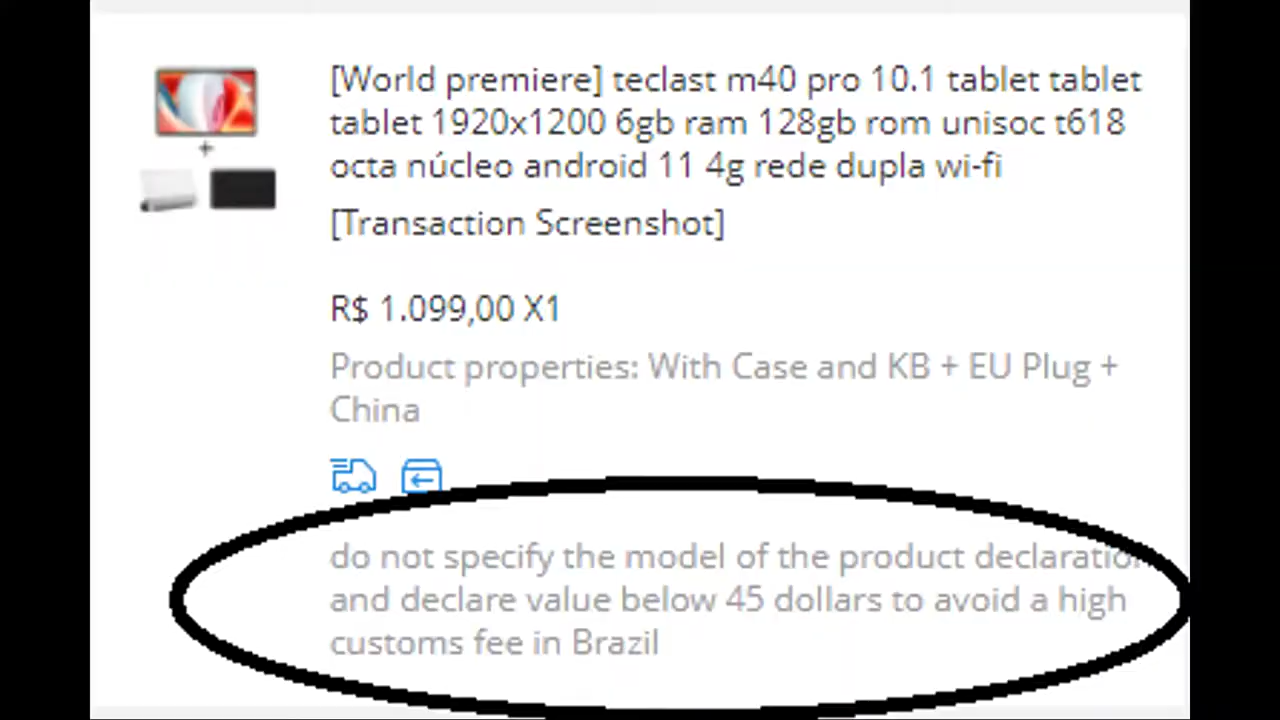 [World premiere] teclast m40 pro 10.1 tablet tablet
tablet 1920x1200 6gb ram 128gb rom unisoc t618
octa núcleo android 11 4g rede dupla wi-fi
[Transaction Screenshot]
R$ 1.099,00 X1
Product properties: With Case and KB + EU Plug +
China
do not specify the model of the product declaration
and declare value below 45 dollars to avoid a high
customs fee in Brazil